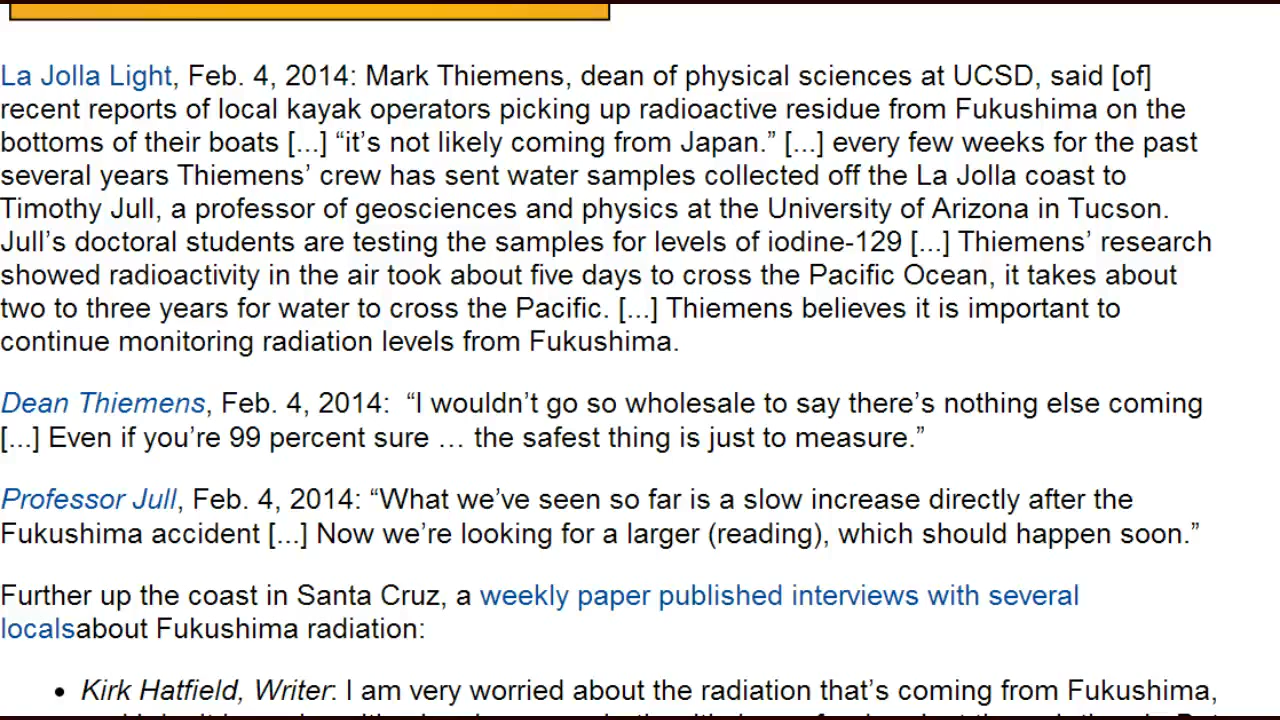 La Jolla Light, Feb. 4, 2014: Mark Thiemens, dean of physical sciences at UCSD, said [of]
recent reports of local kayak operators picking up radioactive residue from Fukushima on the
bottoms of their boats [...] “it’s not likely coming from Japan.” [...] every few weeks for the past
several years Thiemens’ crew has sent water samples collected off the La Jolla coast to
Timothy Jull, a professor of geosciences and physics at the University of Arizona in Tucson.
Jull’s doctoral students are testing the samples for levels of iodine-129 [...] Thiemens’ research
showed radioactivity in the air took about five days to cross the Pacific Ocean, it takes about
two to three years for water to cross the Pacific. [...] Thiemens believes it is important to
continue monitoring radiation levels from Fukushima.
Dean Thiemens, Feb. 4, 2014:  “I wouldn’t go so wholesale to say there’s nothing else coming
[...] Even if you’re 99 percent sure … the safest thing is just to measure.”
Professor Jull, Feb. 4, 2014: “What we’ve seen so far is a slow increase directly after the
Fukushima accident [...] Now we’re looking for a larger (reading), which should happen soon.”
Further up the coast in Santa Cruz, a weekly paper published interviews with several
localsabout Fukushima radiation:
• Kirk Hatfield, Writer: I am very worried about the radiation that’s coming from Fukushima,